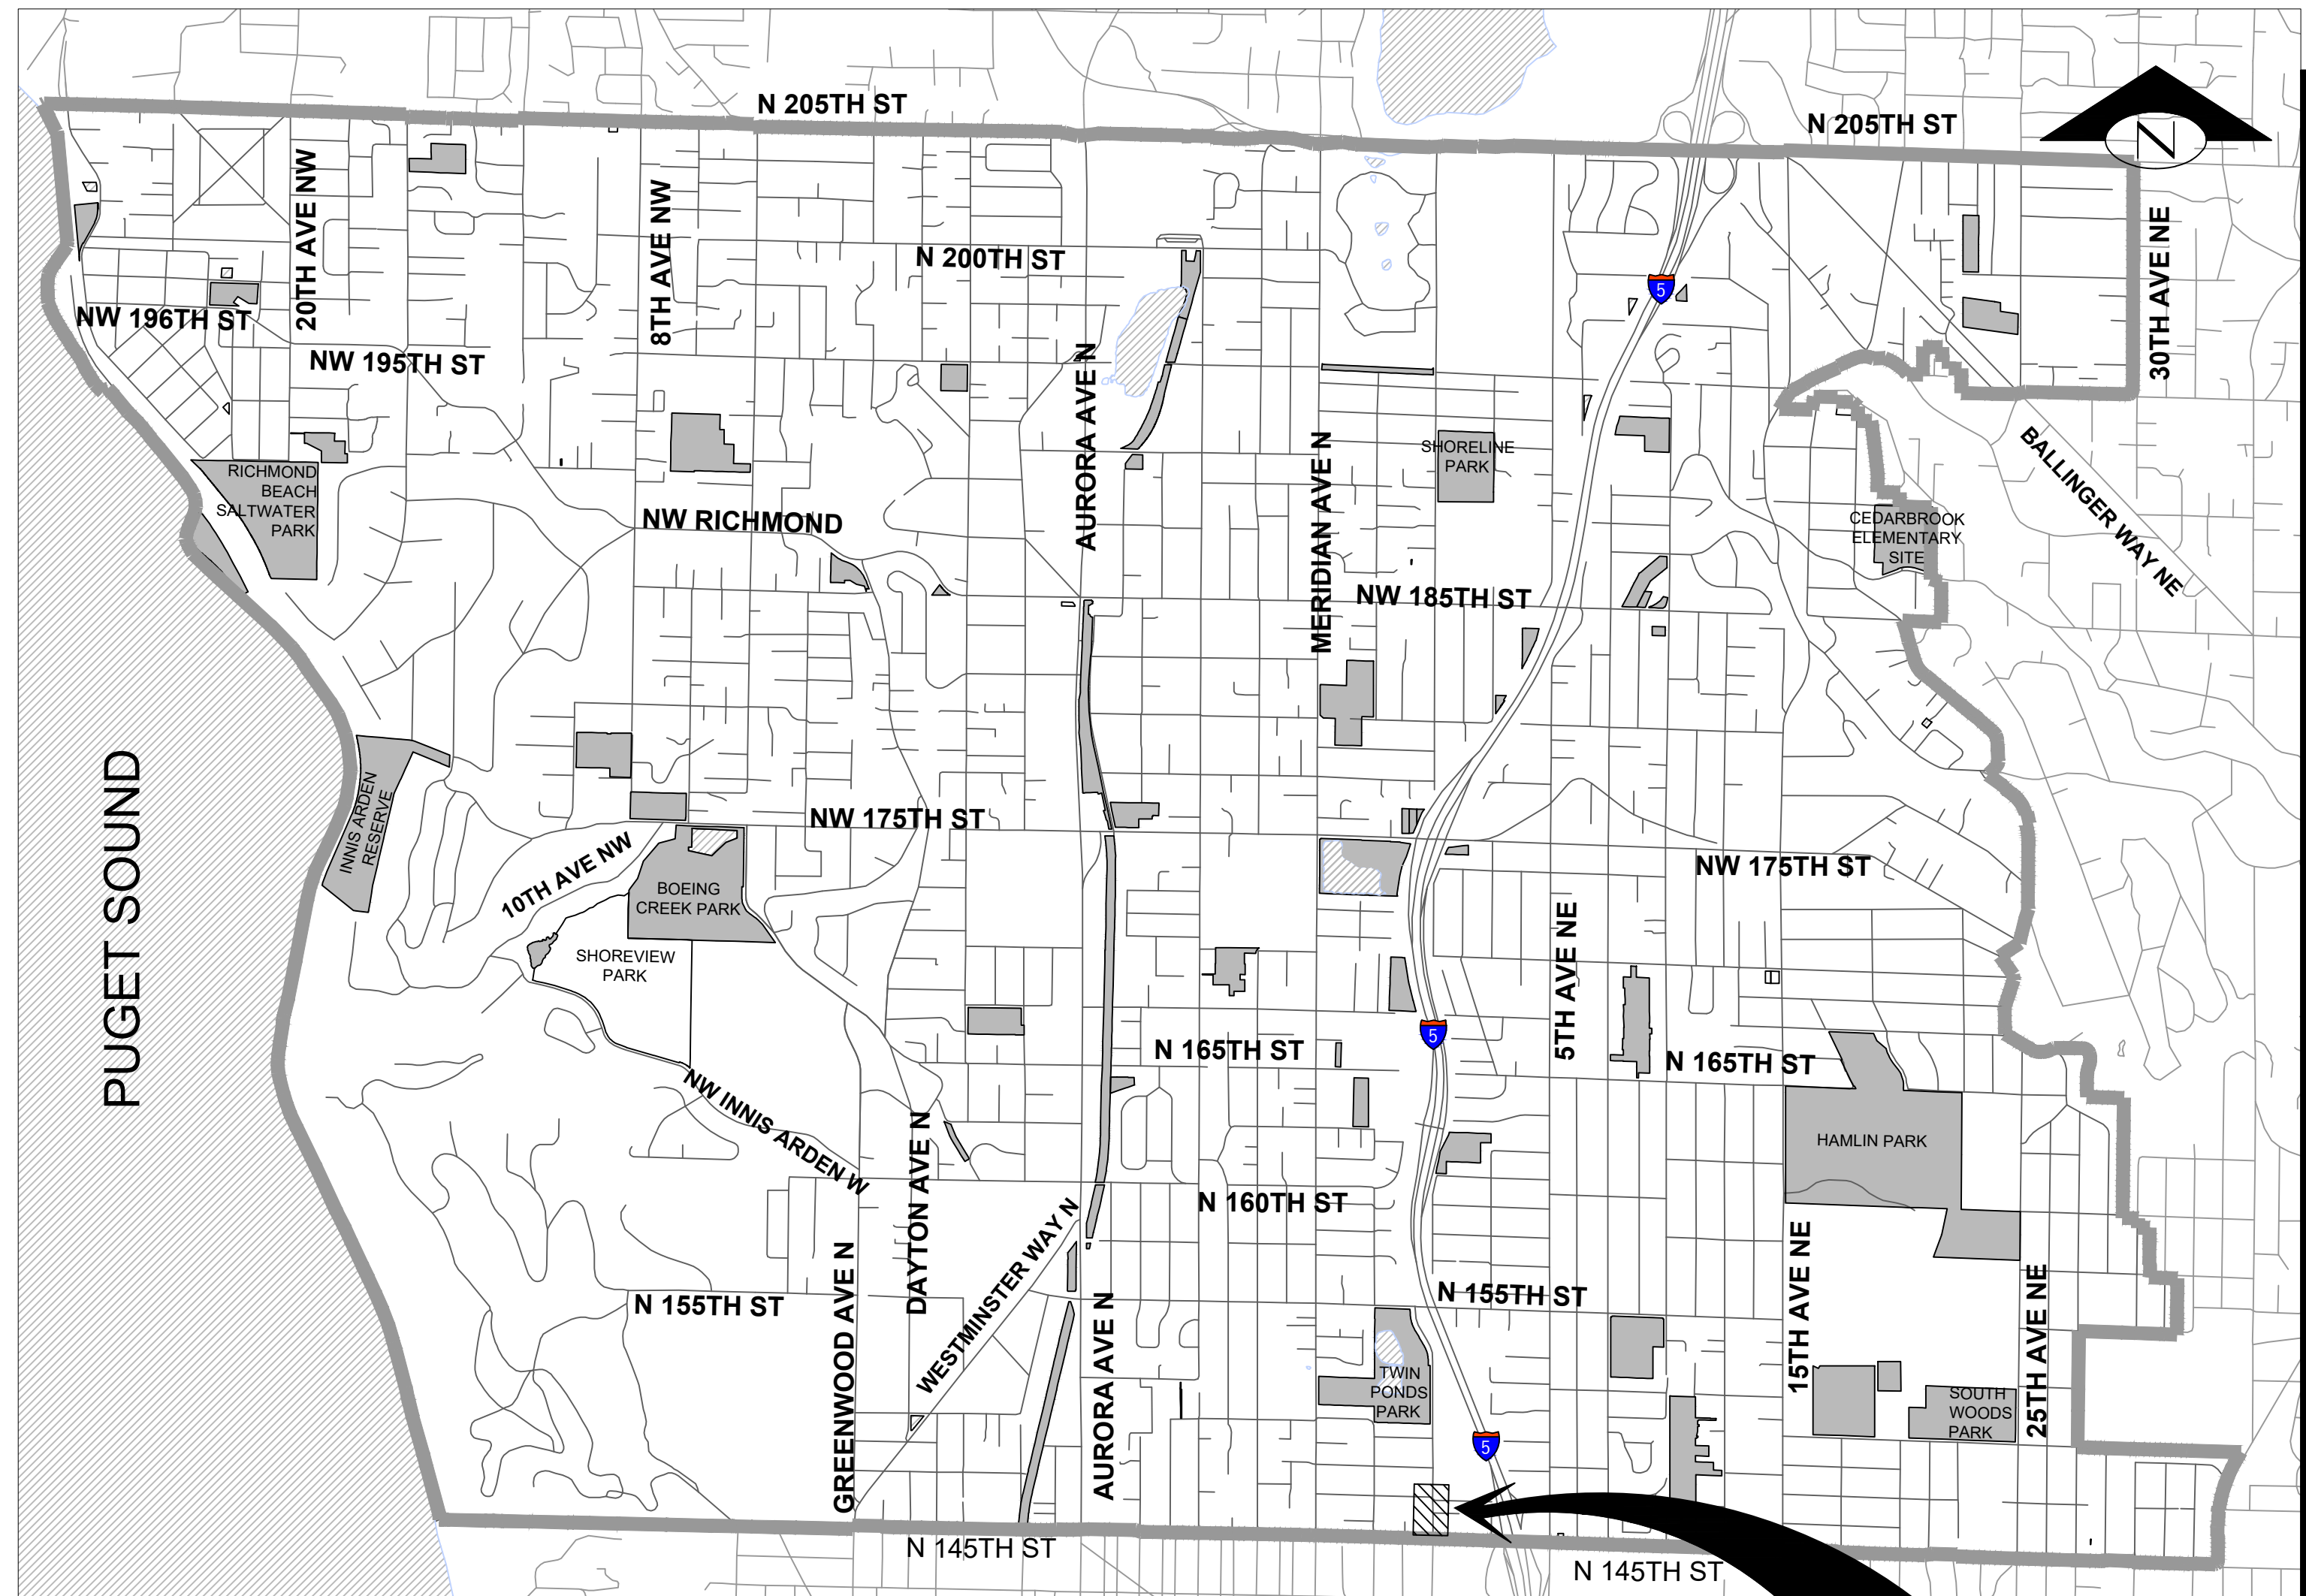 N 205TH ST
N 205TH ST
N
20TH AVE NW
8TH AVE NW
N 200TH ST
5
30TH AVE NE
NW 196TH ST
NW 195TH ST
AURORA AVE N
MERIDIAN AVE N
SHORELINE
PARK
BALLINGER WAY NE
RICHMOND
BEACH
SALTWATER
PARK
NW RICHMOND
CEDARBROOK
ELEMENTARY
SITE
NW 185TH ST
PUGET SOUND
INNIS ARDEN
RESERVE
NW 175TH ST
10TH AVE NW
BOEING
CREEK PARK
NW 175TH ST
SHOREVIEW
PARK
5TH AVE NE
5
N 165TH ST
N 165TH ST
NW INNIS ARDEN W
DAYTON AVE N
HAMLIN PARK
N 160TH ST
WESTMINSTER WAY N
GREENWOOD AVE N
N 155TH ST
N 155TH ST
AURORA AVE N
15TH AVE NE
25TH AVE NE
TWIN
PONDS
PARK
SOUTH
WOODS
PARK
5
N 145TH ST
N 145TH ST